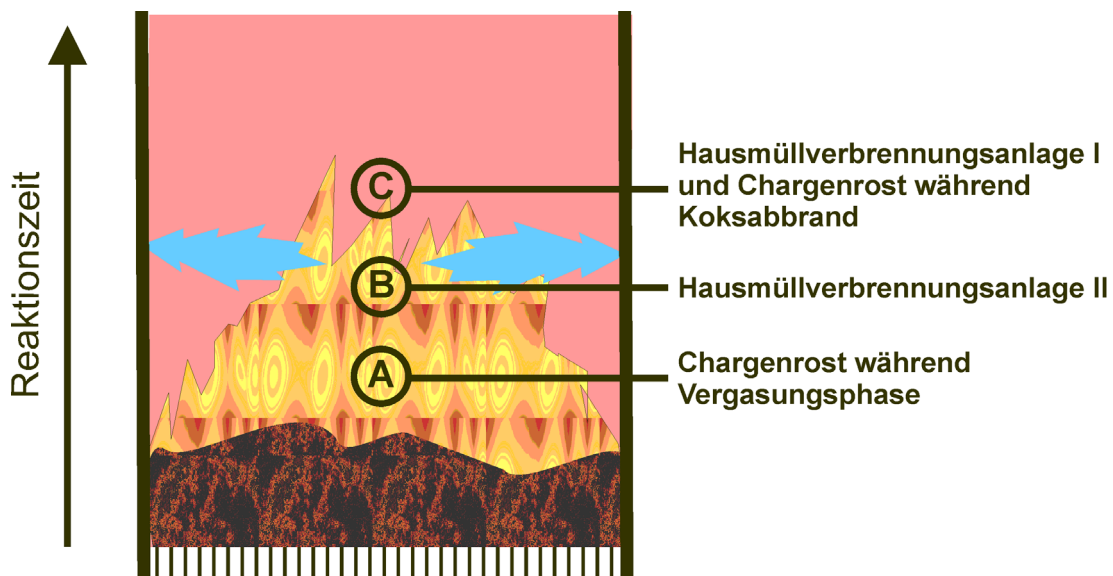 Reaktionszeit
C
Hausmüllverbrennungsanlage I
und Chargenrost während
Koksabbrand
B
Hausmüllverbrennungsanlage II
A
Chargenrost während
Vergasungsphase